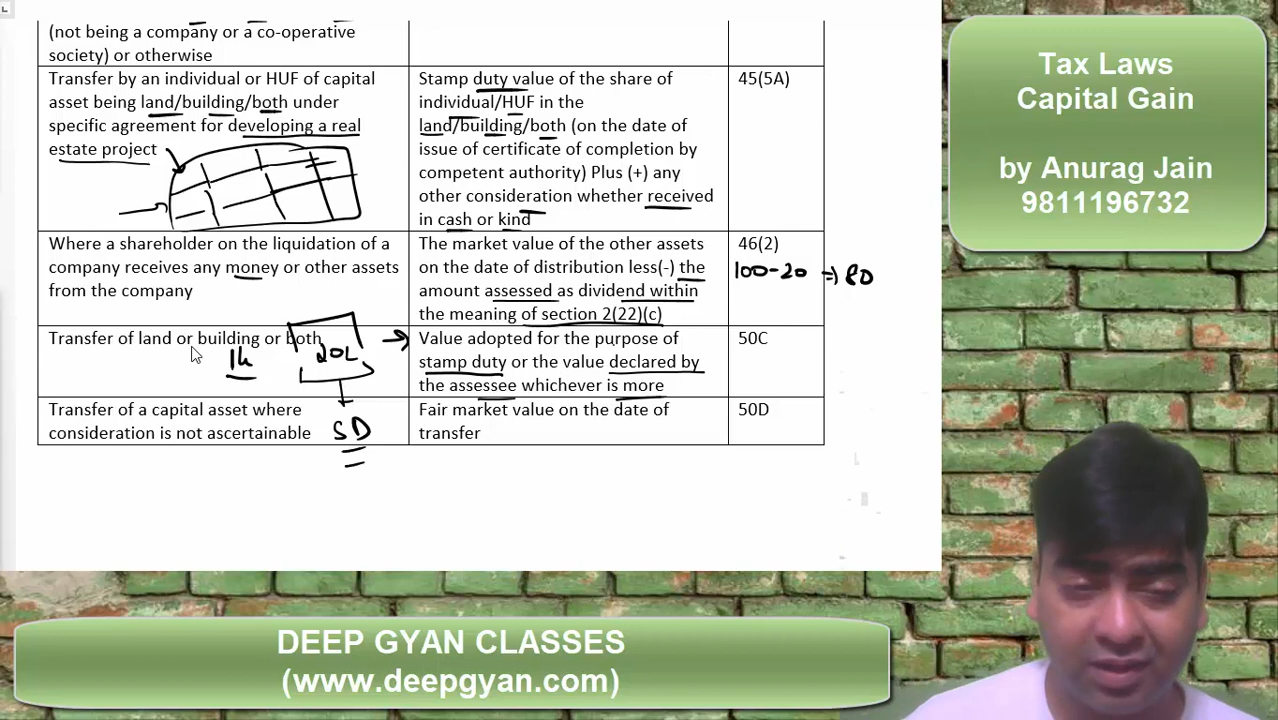 (not being a company or a co-operative
society) or otherwise
Transfer by an individual or HUF of capital
asset being land/building/both under
specific agreement for developing a real
estate project
Stamp duty value of the share of
individual/HUF in the
land/building/both (on the date of
issue of certificate of completion by
competent authority) Plus (+) any
other consideration whether received
in cash or kind
45(5A)
Where a shareholder on the liquidation of a
company receives any money or other assets
from the company
The market value of the other assets
on the date of distribution less(-) the
amount assessed as dividend within
the meaning of section 2(22)(c)
46(2)
100-20 ⇒ 80
Transfer of land or building or both
20L
Value adopted for the purpose of
stamp duty or the value declared by
the assessee whichever is more
50C
Transfer of a capital asset where
consideration is not ascertainable
SD
Fair market value on the date of
transfer
50D
Tax Laws
Capital Gain
by Anurag Jain
9811196732
DEEP GYAN CLASSES
(www.deepgyan.com)